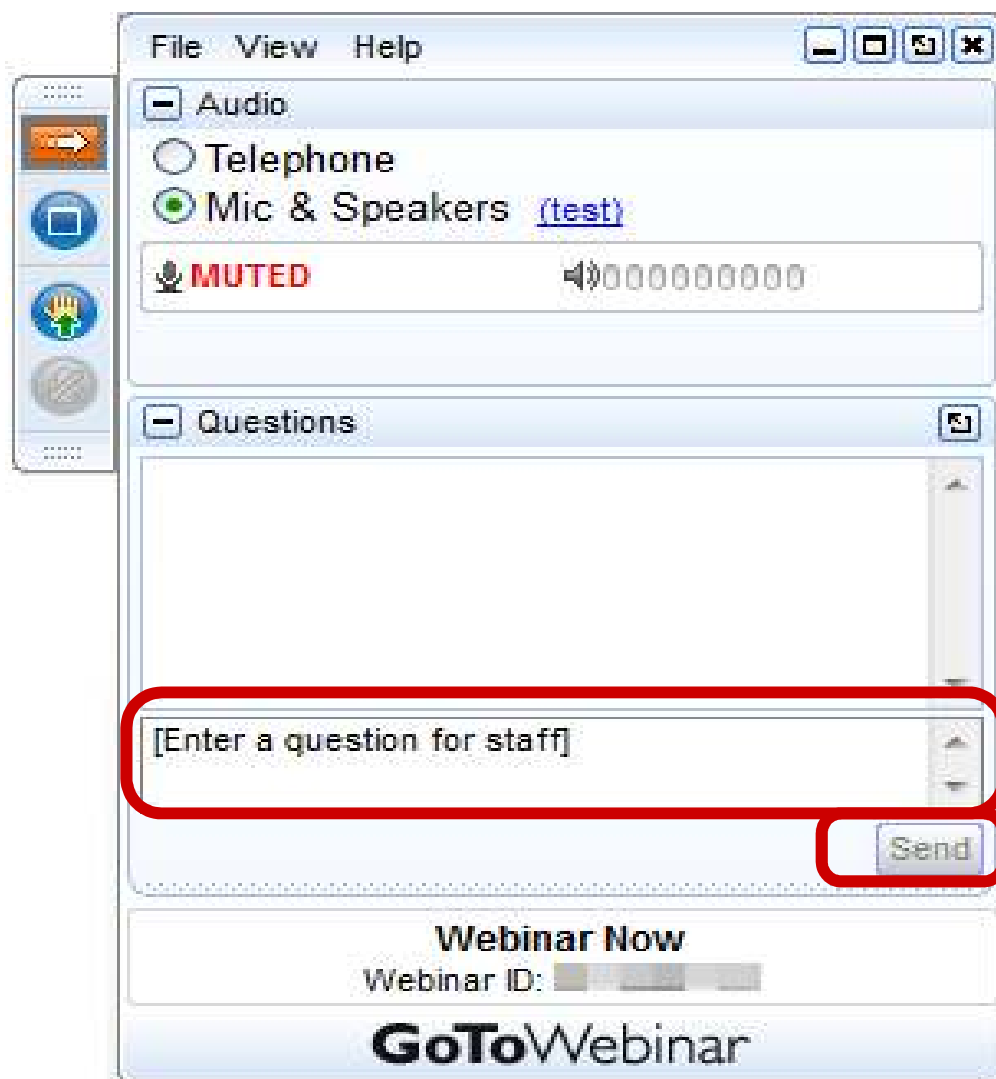 File View Help
Audio
Telephone
Mic & Speakers (test)
MUTED
Questions
[Enter a question for staff]
Send
Webinar Now
Webinar ID:
GoToWebinar